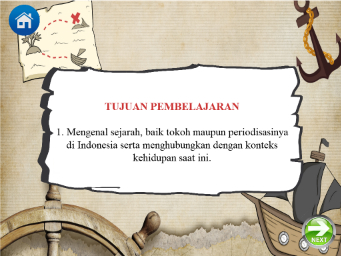 TUJUAN PEMBELAJARAN
1. Mengenal sejarah, baik tokoh maupun periodisasinya
di Indonesia serta menghubungkan dengan konteks
kehidupan saat ini.
NEXT